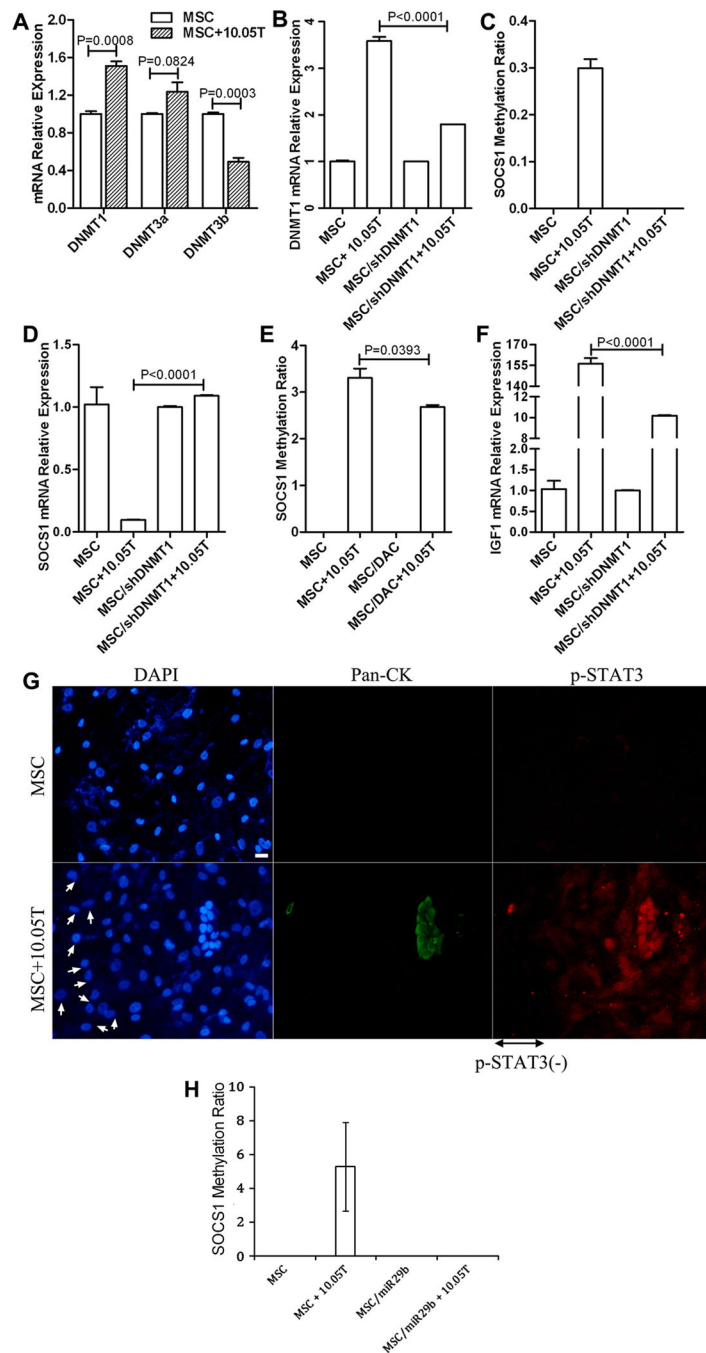 A
MSC
MSC+10.05T
P=0.0008
P=0.0824
P=0.0003
mRNA Relative EXpression
1.8
1.2
0.6
0.0
DNMT1
DNMT3a
DNMT3b
B
P<0.0001
DNMT1 mRNA Relative Expression
4
3
2
1
0
MSC
MSC+ 10.05T
MSC/shDNMT1
MSC/shDNMT1+10.05T
C
SOCS1 Methylation Ratio
0.4
0.3
0.2
0.1
0.0
MSC
MSC+10.05T
MSC/shDNMT1
MSC/shDNMT1+10.05T
D
P<0.0001
SOCS1 mRNA Relative Expression
1.5
1.0
0.5
0.0
MSC
MSC+10.05T
MSC/shDNMT1
MSC/shDNMT1+10.05T
E
P=0.0393
SOCS1 Methylation Ratio
4
3
2
1
0
MSC
MSC+10.05T
MSC/DAC
MSC/DAC+10.05T
F
P<0.0001
IGF1 mRNA Relative Expression
170
155
140
12
10
8
2.0
1.5
1.0
0.5
0.0
MSC
MSC+10.05T
MSC/shDNMT1
MSC/shDNMT1+10.05T
G
DAPI
Pan-CK
p-STAT3
MSC
MSC+10.05T
p-STAT3(-)
H
SOCS1 Methylation Ratio
10
8
6
4
2
0
MSC
MSC + 10.05T
MSC/miR29b
MSC/miR29b + 10.05T